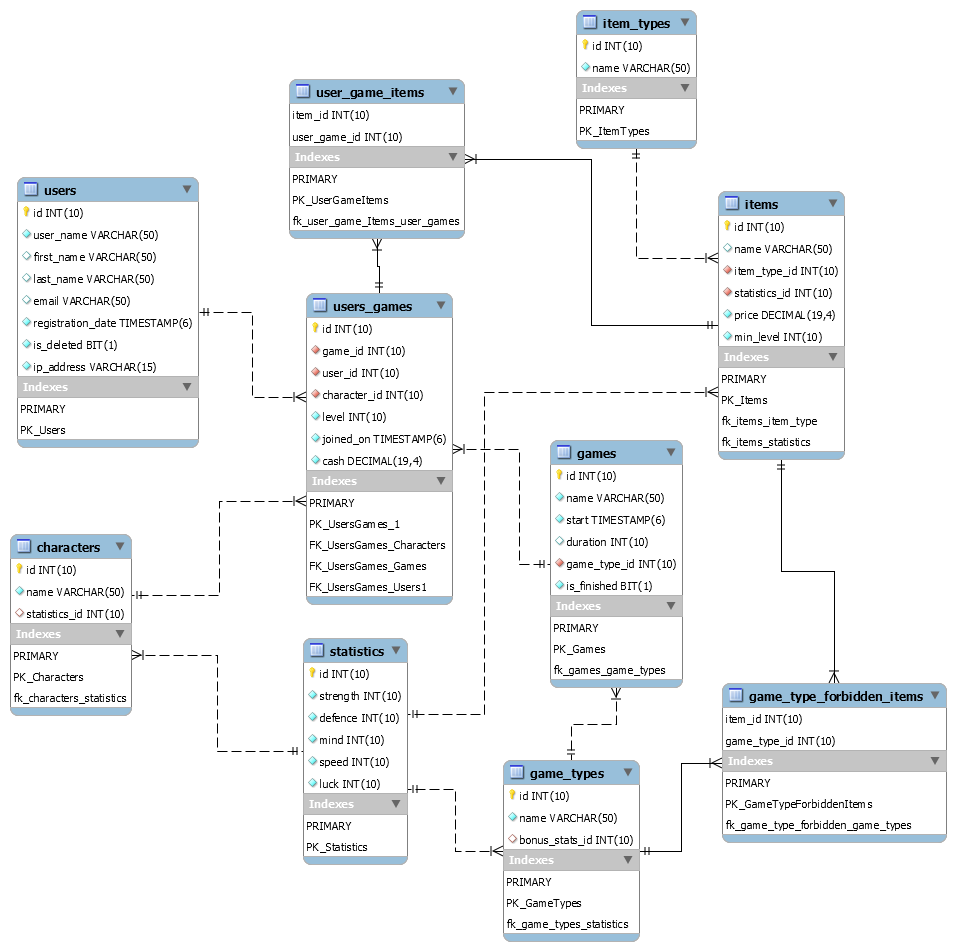 item_types
id INT(10)
name VARCHAR(50)
Indexes
PRIMARY
PK_ItemTypes
user_game_items
item_id INT(10)
user_game_id INT(10)
Indexes
PRIMARY
PK_UserGameItems
fk_user_game_Items_user_games
users
id INT(10)
user_name VARCHAR(50)
first_name VARCHAR(50)
last_name VARCHAR(50)
email VARCHAR(50)
registration_date TIMESTAMP(6)
is_deleted BIT(1)
ip_address VARCHAR(15)
Indexes
PRIMARY
PK_Users
items
id INT(10)
name VARCHAR(50)
item_type_id INT(10)
statistics_id INT(10)
price DECIMAL(19,4)
min_level INT(10)
Indexes
PRIMARY
PK_Items
fk_items_item_type
fk_items_statistics
users_games
id INT(10)
game_id INT(10)
user_id INT(10)
character_id INT(10)
level INT(10)
joined_on TIMESTAMP(6)
cash DECIMAL(19,4)
Indexes
PRIMARY
PK_UsersGames_1
FK_UsersGames_Characters
FK_UsersGames_Games
FK_UsersGames_Users1
games
id INT(10)
name VARCHAR(50)
start TIMESTAMP(6)
duration INT(10)
game_type_id INT(10)
is_finished BIT(1)
Indexes
PRIMARY
PK_Games
fk_games_game_types
characters
id INT(10)
name VARCHAR(50)
statistics_id INT(10)
Indexes
PRIMARY
PK_Characters
fk_characters_statistics
statistics
id INT(10)
strength INT(10)
defence INT(10)
mind INT(10)
speed INT(10)
luck INT(10)
Indexes
PRIMARY
PK_Statistics
game_type_forbidden_items
item_id INT(10)
game_type_id INT(10)
Indexes
PRIMARY
PK_GameTypeForbiddenItems
fk_game_type_forbidden_game_types
game_types
id INT(10)
name VARCHAR(50)
bonus_stats_id INT(10)
Indexes
PRIMARY
PK_GameTypes
fk_game_types_statistics